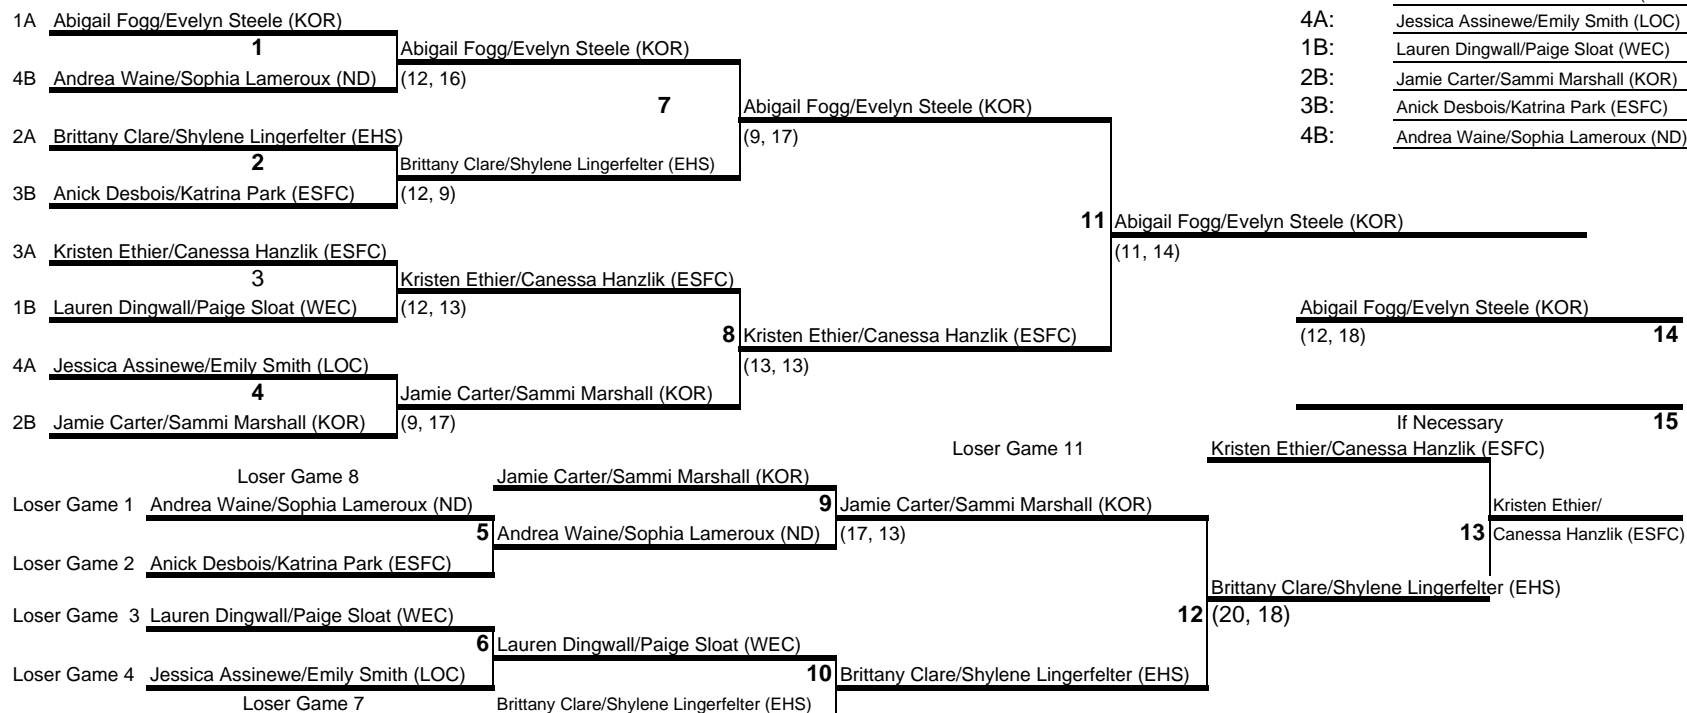 1A Abigail Fogg/Evelyn Steele (KOR)
4A: Jessica Assinewe/Emily Smith (LOC)
1 Abigail Fogg/Evelyn Steele (KOR)
1B: Lauren Dingwall/Paige Sloat (WEC)
4B Andrea Waine/Sophia Lameroux (ND) (12, 16)
2B: Jamie Carter/Sammi Marshall (KOR)
7 Abigail Fogg/Evelyn Steele (KOR)
3B: Anick Desbois/Katrina Park (ESFC)
2A Brittany Clare/Shylene Lingerfelter (EHS) (9, 17)
4B: Andrea Waine/Sophia Lameroux (ND)
2 Brittany Clare/Shylene Lingerfelter (EHS)
3B Anick Desbois/Katrina Park (ESFC) (12, 9)
11 Abigail Fogg/Evelyn Steele (KOR)
3A Kristen Ethier/Canessa Hanzlik (ESFC) (11, 14)
3 Kristen Ethier/Canessa Hanzlik (ESFC)
1B Lauren Dingwall/Paige Sloat (WEC) (12, 13) Abigail Fogg/Evelyn Steele (KOR)
8 Kristen Ethier/Canessa Hanzlik (ESFC) (12, 18) 14
4A Jessica Assinewe/Emily Smith (LOC) (13, 13)
4 Jamie Carter/Sammi Marshall (KOR)
2B Jamie Carter/Sammi Marshall (KOR) (9, 17) If Necessary 15
Loser Game 11 Kristen Ethier/Canessa Hanzlik (ESFC)
Loser Game 8 Jamie Carter/Sammi Marshall (KOR)
Loser Game 1 Andrea Waine/Sophia Lameroux (ND) 9 Jamie Carter/Sammi Marshall (KOR) Kristen Ethier/
5 Andrea Waine/Sophia Lameroux (ND) (17, 13) 13 Canessa Hanzlik (ESFC)
Loser Game 2 Anick Desbois/Katrina Park (ESFC)
Brittany Clare/Shylene Lingerfelter (EHS)
Loser Game 3 Lauren Dingwall/Paige Sloat (WEC) 12 (20, 18)
6 Lauren Dingwall/Paige Sloat (WEC)
Loser Game 4 Jessica Assinewe/Emily Smith (LOC) 10 Brittany Clare/Shylene Lingerfelter (EHS)
Loser Game 7 Brittany Clare/Shylene Lingerfelter (EHS)